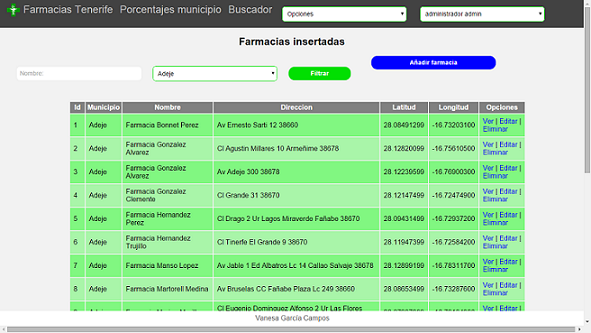 Farmacias Tenerife Porcentajes municipio Buscador Opciones administrador admin
Farmacias insertadas
Añadir farmacia
Nombre: Adeje Filtrar
Id Municipio Nombre Direccion Latitud Longitud Opciones
1 Adeje Farmacia Bonnet Perez Av Ernesto Sarti 12 38660 28.08491299 -16.73203100 Ver | Editar |
Eliminar
2 Adeje Farmacia Gonzalez
Alvarez Cl Agustin Millares 10 Armeñime 38678 28.12820099 -16.75610500 Ver | Editar |
Eliminar
3 Adeje Farmacia Gonzalez
Alvarez Av Adeje 300 38678 28.12239599 -16.76900300 Ver | Editar |
Eliminar
4 Adeje Farmacia Gonzalez
Clemente Cl Grande 31 38670 28.12147499 -16.72474900 Ver | Editar |
Eliminar
5 Adeje Farmacia Hernandez
Perez Cl Drago 2 Ur Lagos Miraverde Fañabe 38670 28.09431499 -16.72937200 Ver | Editar |
Eliminar
6 Adeje Farmacia Hernandez
Trujillo Cl Tinerfe El Grande 9 38670 28.11947399 -16.72584200 Ver | Editar |
Eliminar
7 Adeje Farmacia Manso Lopez Av Jable 1 Ed Albatros Lc 14 Callao Salvaje 38678 28.12899199 -16.78311700 Ver | Editar |
Eliminar
8 Adeje Farmacia Martorell Medina Av Bruselas CC Fañabe Plaza Lc 249 38660 28.08653499 -16.73287600 Ver | Editar |
Eliminar
Cl Eugenio Dominguez Alfonso 2 Ur Las Flores
Vanesa García Campos